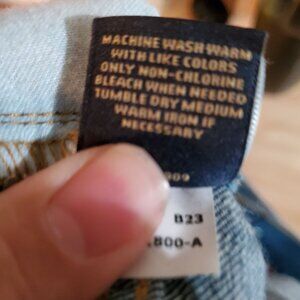 MACHINE WASH WARM
WITH LIKE COLORS
ONLY NON-CHLORINE
BLEACH WHEN NEEDED
TUMBLE DRY MEDIUM
WARM IRON IF
NECESSARY
B23
800-A